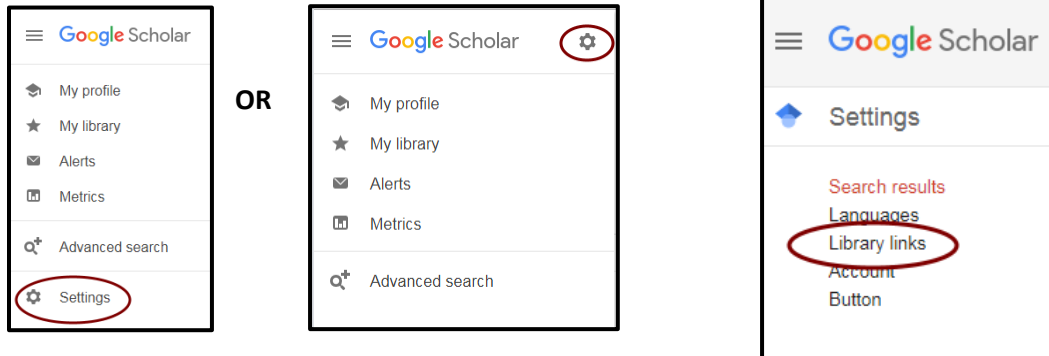 Google Scholar
My profile
My library
Alerts
Metrics
Advanced search
Settings
OR
Google Scholar
My profile
My library
Alerts
Metrics
Advanced search
Google Scholar
Settings
Search results
Languages
Library links
Account
Button